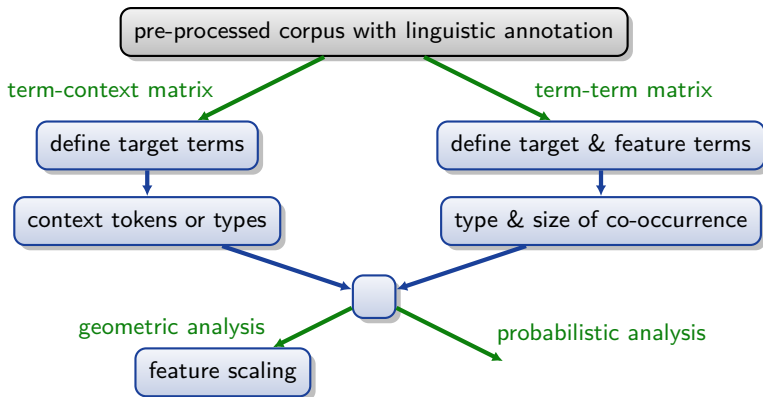 pre-processed corpus with linguistic annotation
term-context matrix
term-term matrix
define target terms
define target & feature terms
context tokens or types
type & size of co-occurrence
geometric analysis
probabilistic analysis
feature scaling